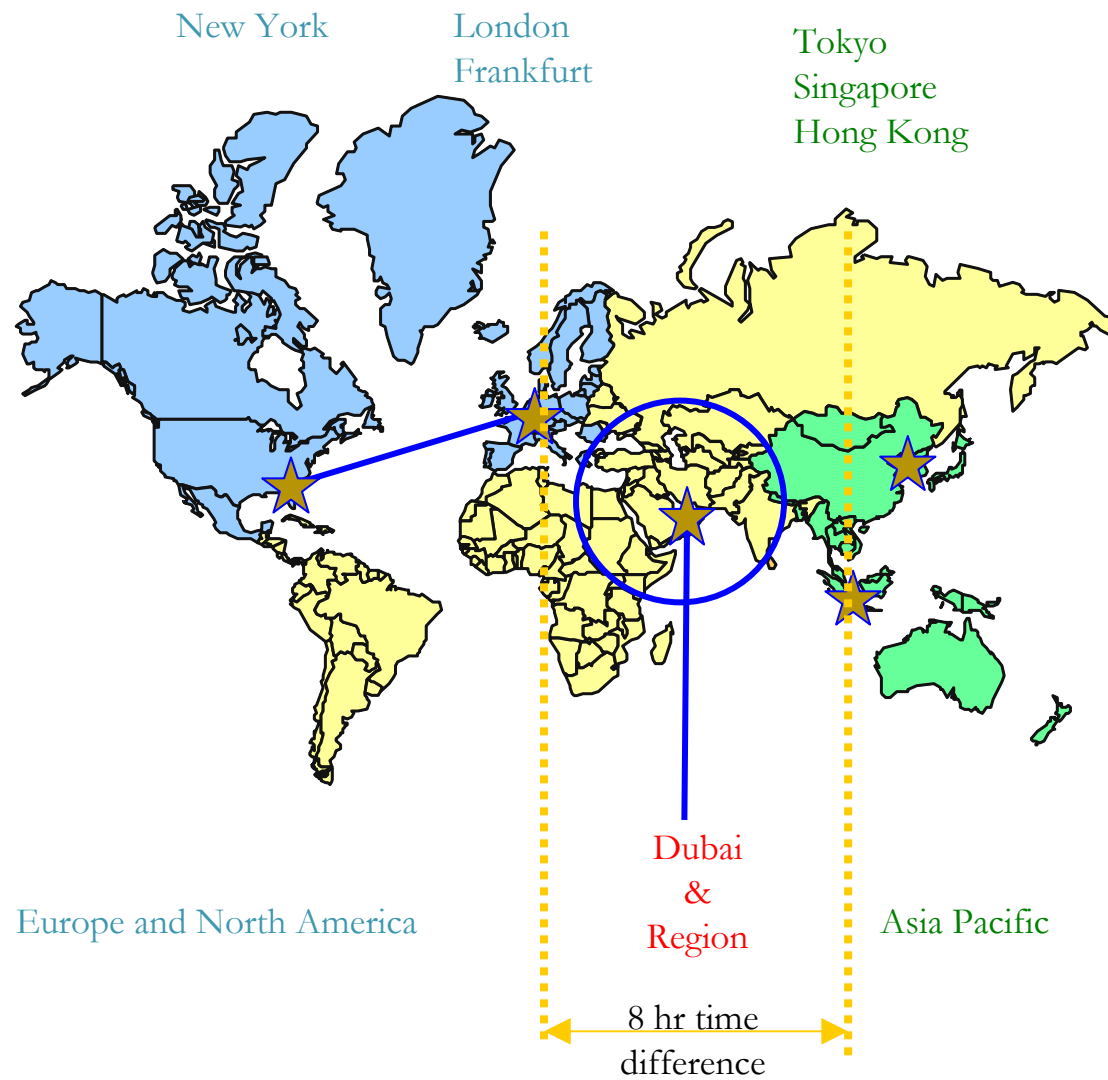 New York
London
Frankfurt
Tokyo
Singapore
Hong Kong
Dubai
&
Region
Europe and North America
Asia Pacific
8 hr time
difference